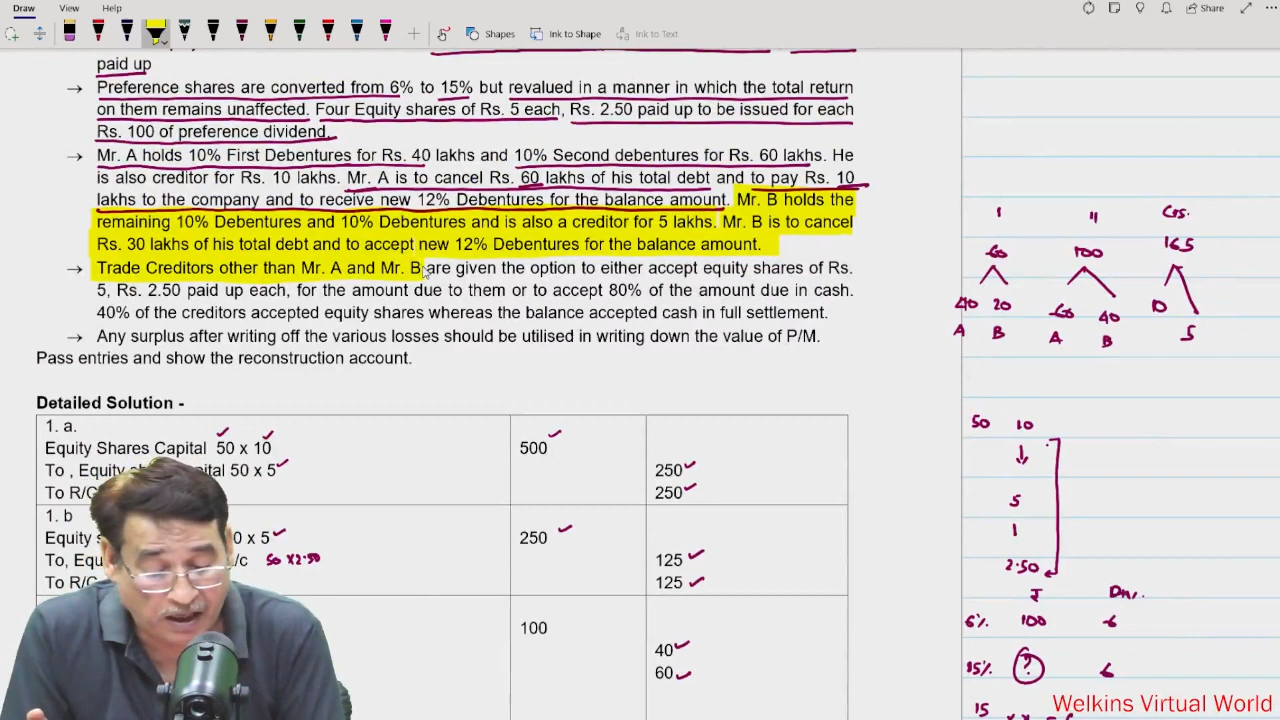 Draw View
Share
Shapes Ink to Shape Ink to Text
paid up
→ Preference shares are converted from 6% to 15% but revalued in a manner in which the total return
on them remains unaffected. Four Equity shares of Rs. 5 each, Rs. 2.50 paid up to be issued for each
Rs. 100 of preference dividend.
→ Mr. A holds 10% First Debentures for Rs. 40 lakhs and 10% Second debentures for Rs. 60 lakhs. He
is also creditor for Rs. 10 lakhs. Mr. A is to cancel Rs. 60 lakhs of his total debt and to pay Rs. 10
lakhs to the company and to receive new 12% Debentures for the balance amount. Mr. B holds the
remaining 10% Debentures and 10% Debentures and is also a creditor for 5 lakhs. Mr. B is to cancel
Rs. 30 lakhs of his total debt and to accept new 12% Debentures for the balance amount.
→ Trade Creditors other than Mr. A and Mr. B are given the option to either accept equity shares of Rs.
5, Rs. 2.50 paid up each, for the amount due to them or to accept 80% of the amount due in cash.
40% of the creditors accepted equity shares whereas the balance accepted cash in full settlement.
→ Any surplus after writing off the various losses should be utilised in writing down the value of P/M.
Pass entries and show the reconstruction account.
Detailed Solution -
1. a.
Equity Shares Capital 50 x 10 500
To , Equity sh pital 50 x 5 250
To R/C 250
1. b
Equity s 0 x 5 250
To, Equ /c 50 x 2.50 125
To R/C 125
100
40
60
I II Crs.
60 100 165
40 20 60 40 10 5
A B A B
50 10
↓
5
1
2.50
₹ Div.
6% 100 6
15% ? 6
15
Welkins Virtual World